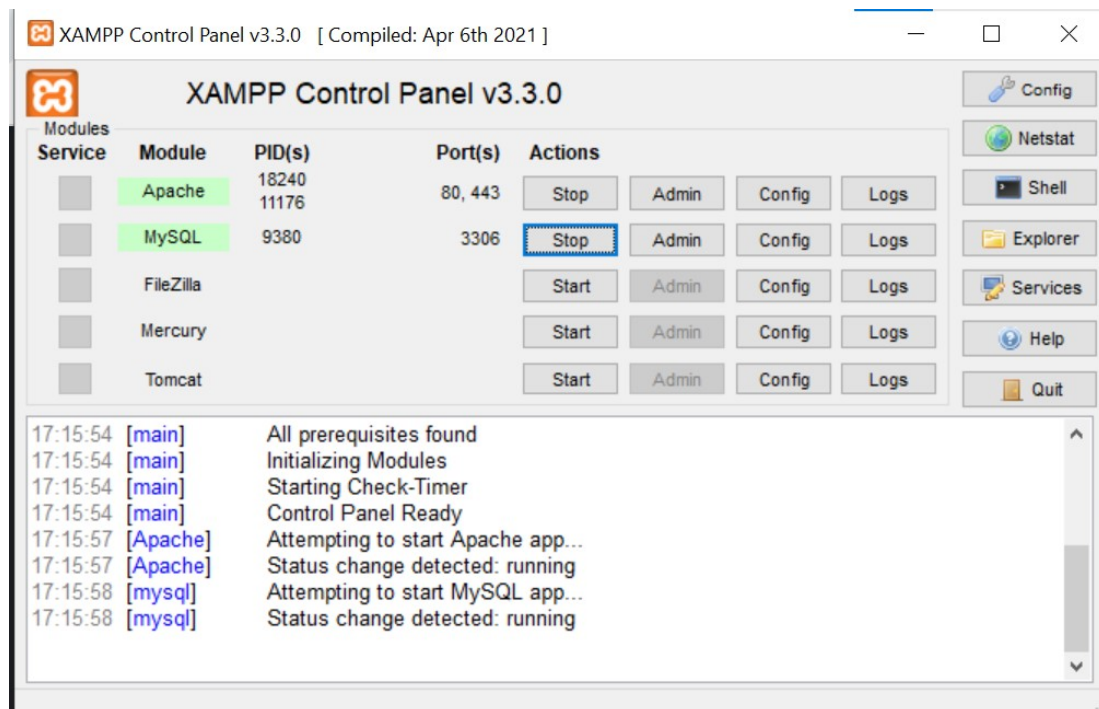 XAMPP Control Panel v3.3.0 [ Compiled: Apr 6th 2021 ]
XAMPP Control Panel v3.3.0
Config
Modules
Netstat
Service Module PID(s) Port(s) Actions
Apache 18240 11176 80, 443 Stop Admin Config Logs
Shell
MySQL 9380 3306 Stop Admin Config Logs
Explorer
FileZilla Start Admin Config Logs
Services
Mercury Start Admin Config Logs
Help
Tomcat Start Admin Config Logs
Quit
17:15:54 [main] All prerequisites found
17:15:54 [main] Initializing Modules
17:15:54 [main] Starting Check-Timer
17:15:54 [main] Control Panel Ready
17:15:57 [Apache] Attempting to start Apache app...
17:15:57 [Apache] Status change detected: running
17:15:58 [mysql] Attempting to start MySQL app...
17:15:58 [mysql] Status change detected: running